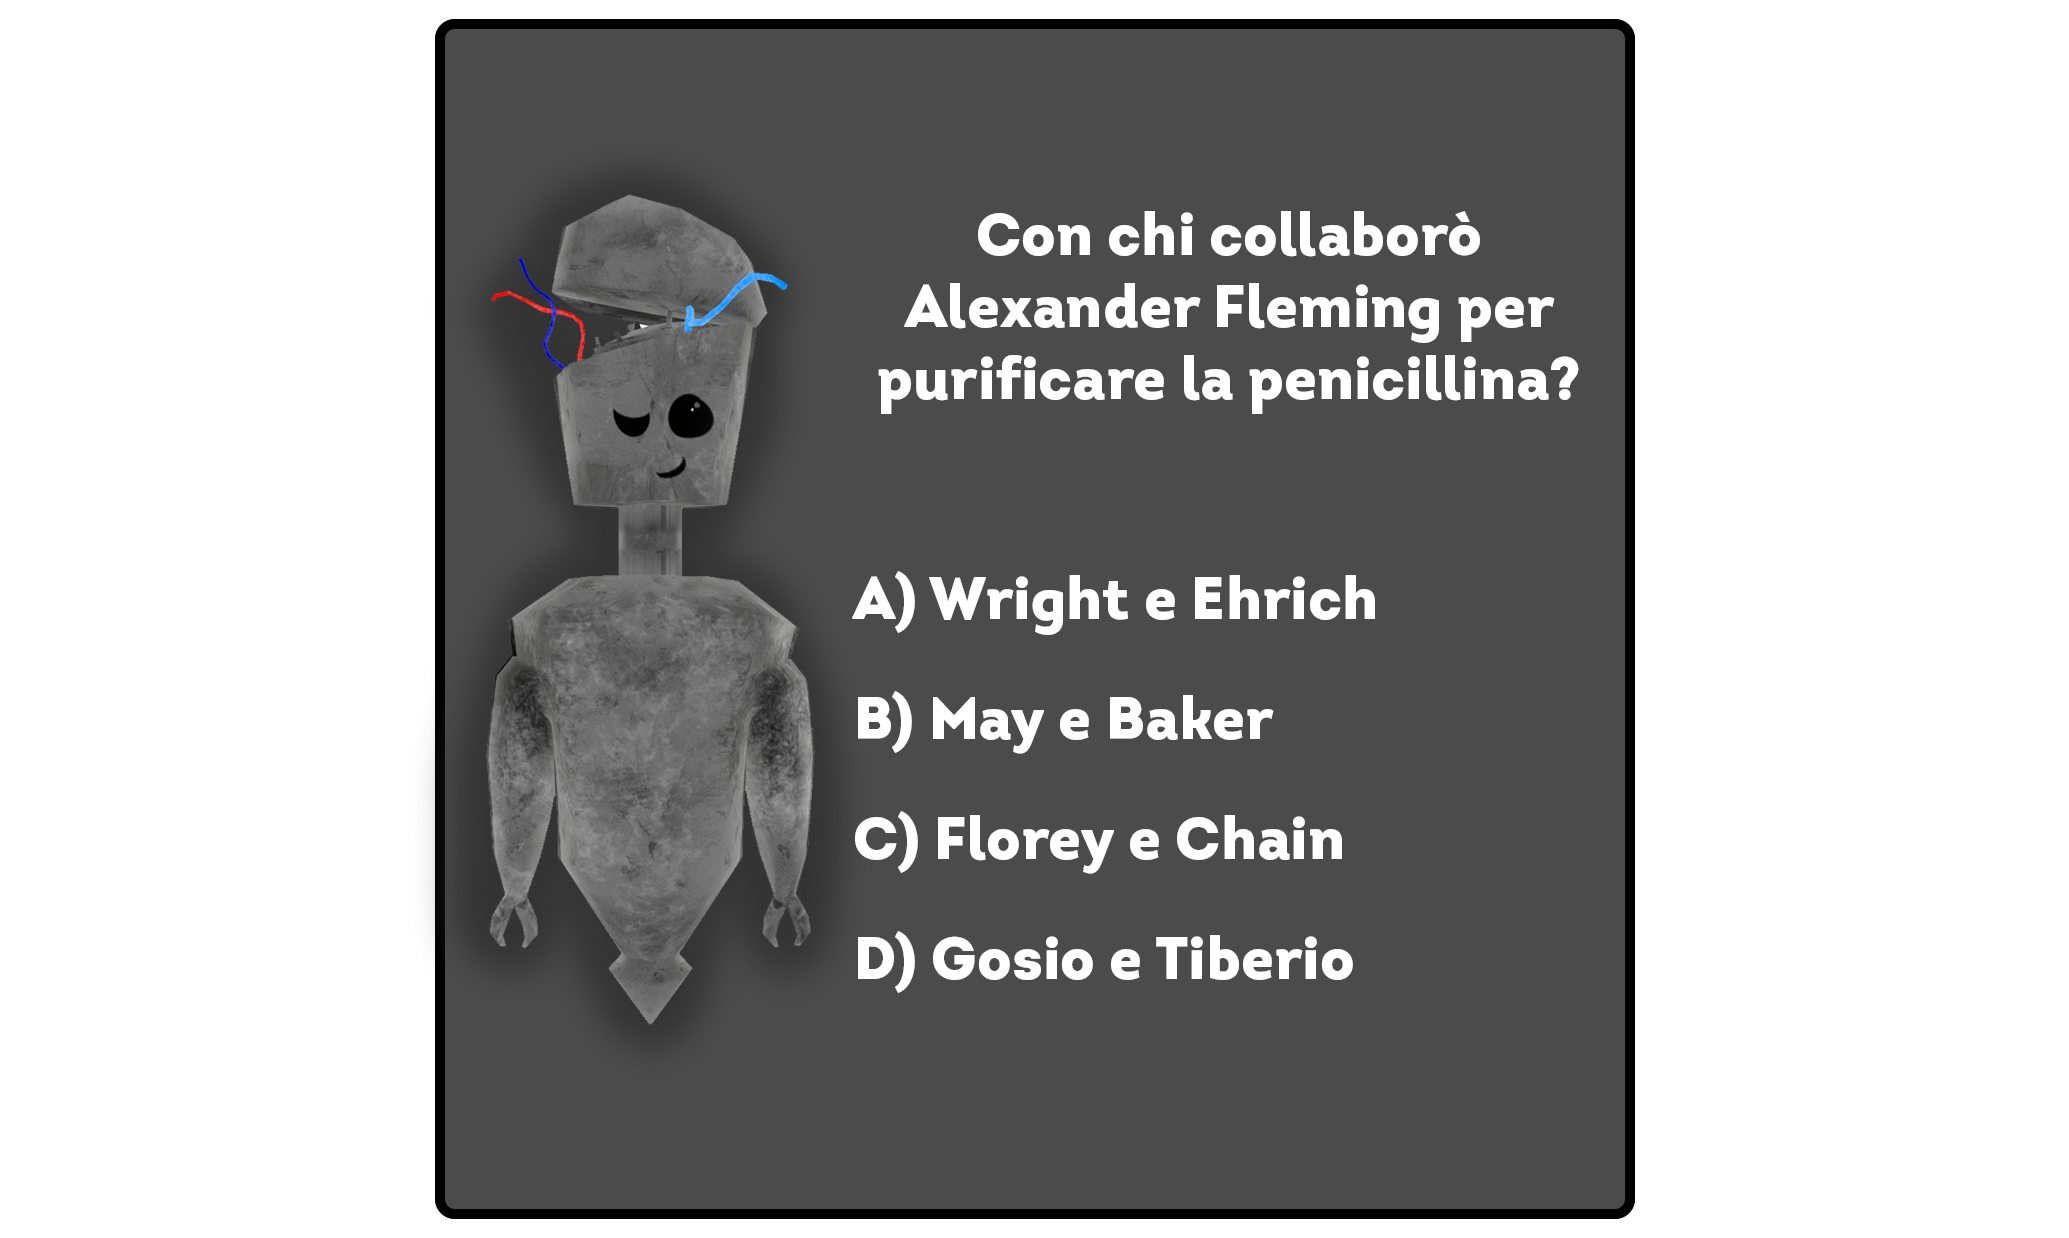 Con chi collaborò
Alexander Fleming per
purificare la penicillina?
A) Wright e Ehrich
B) May e Baker
C) Florey e Chain
D) Gosio e Tiberio